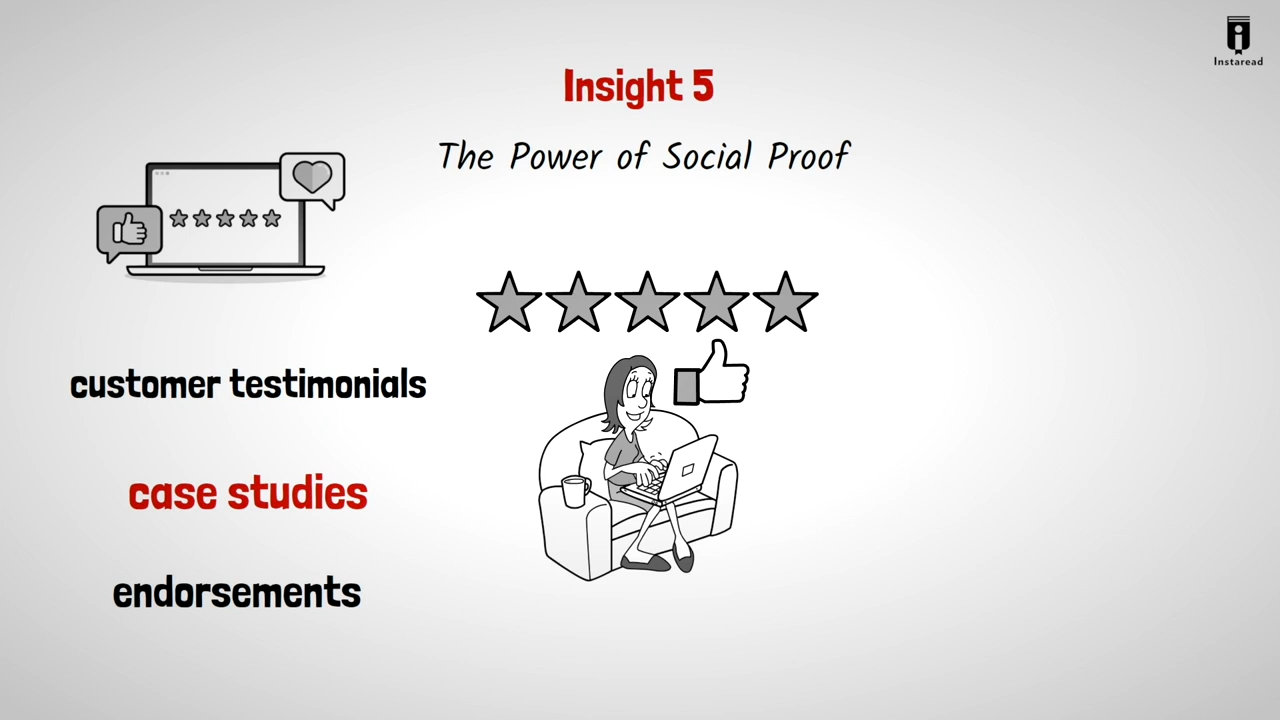 Instaread
Insight 5
The Power of Social Proof
customer testimonials
case studies
endorsements